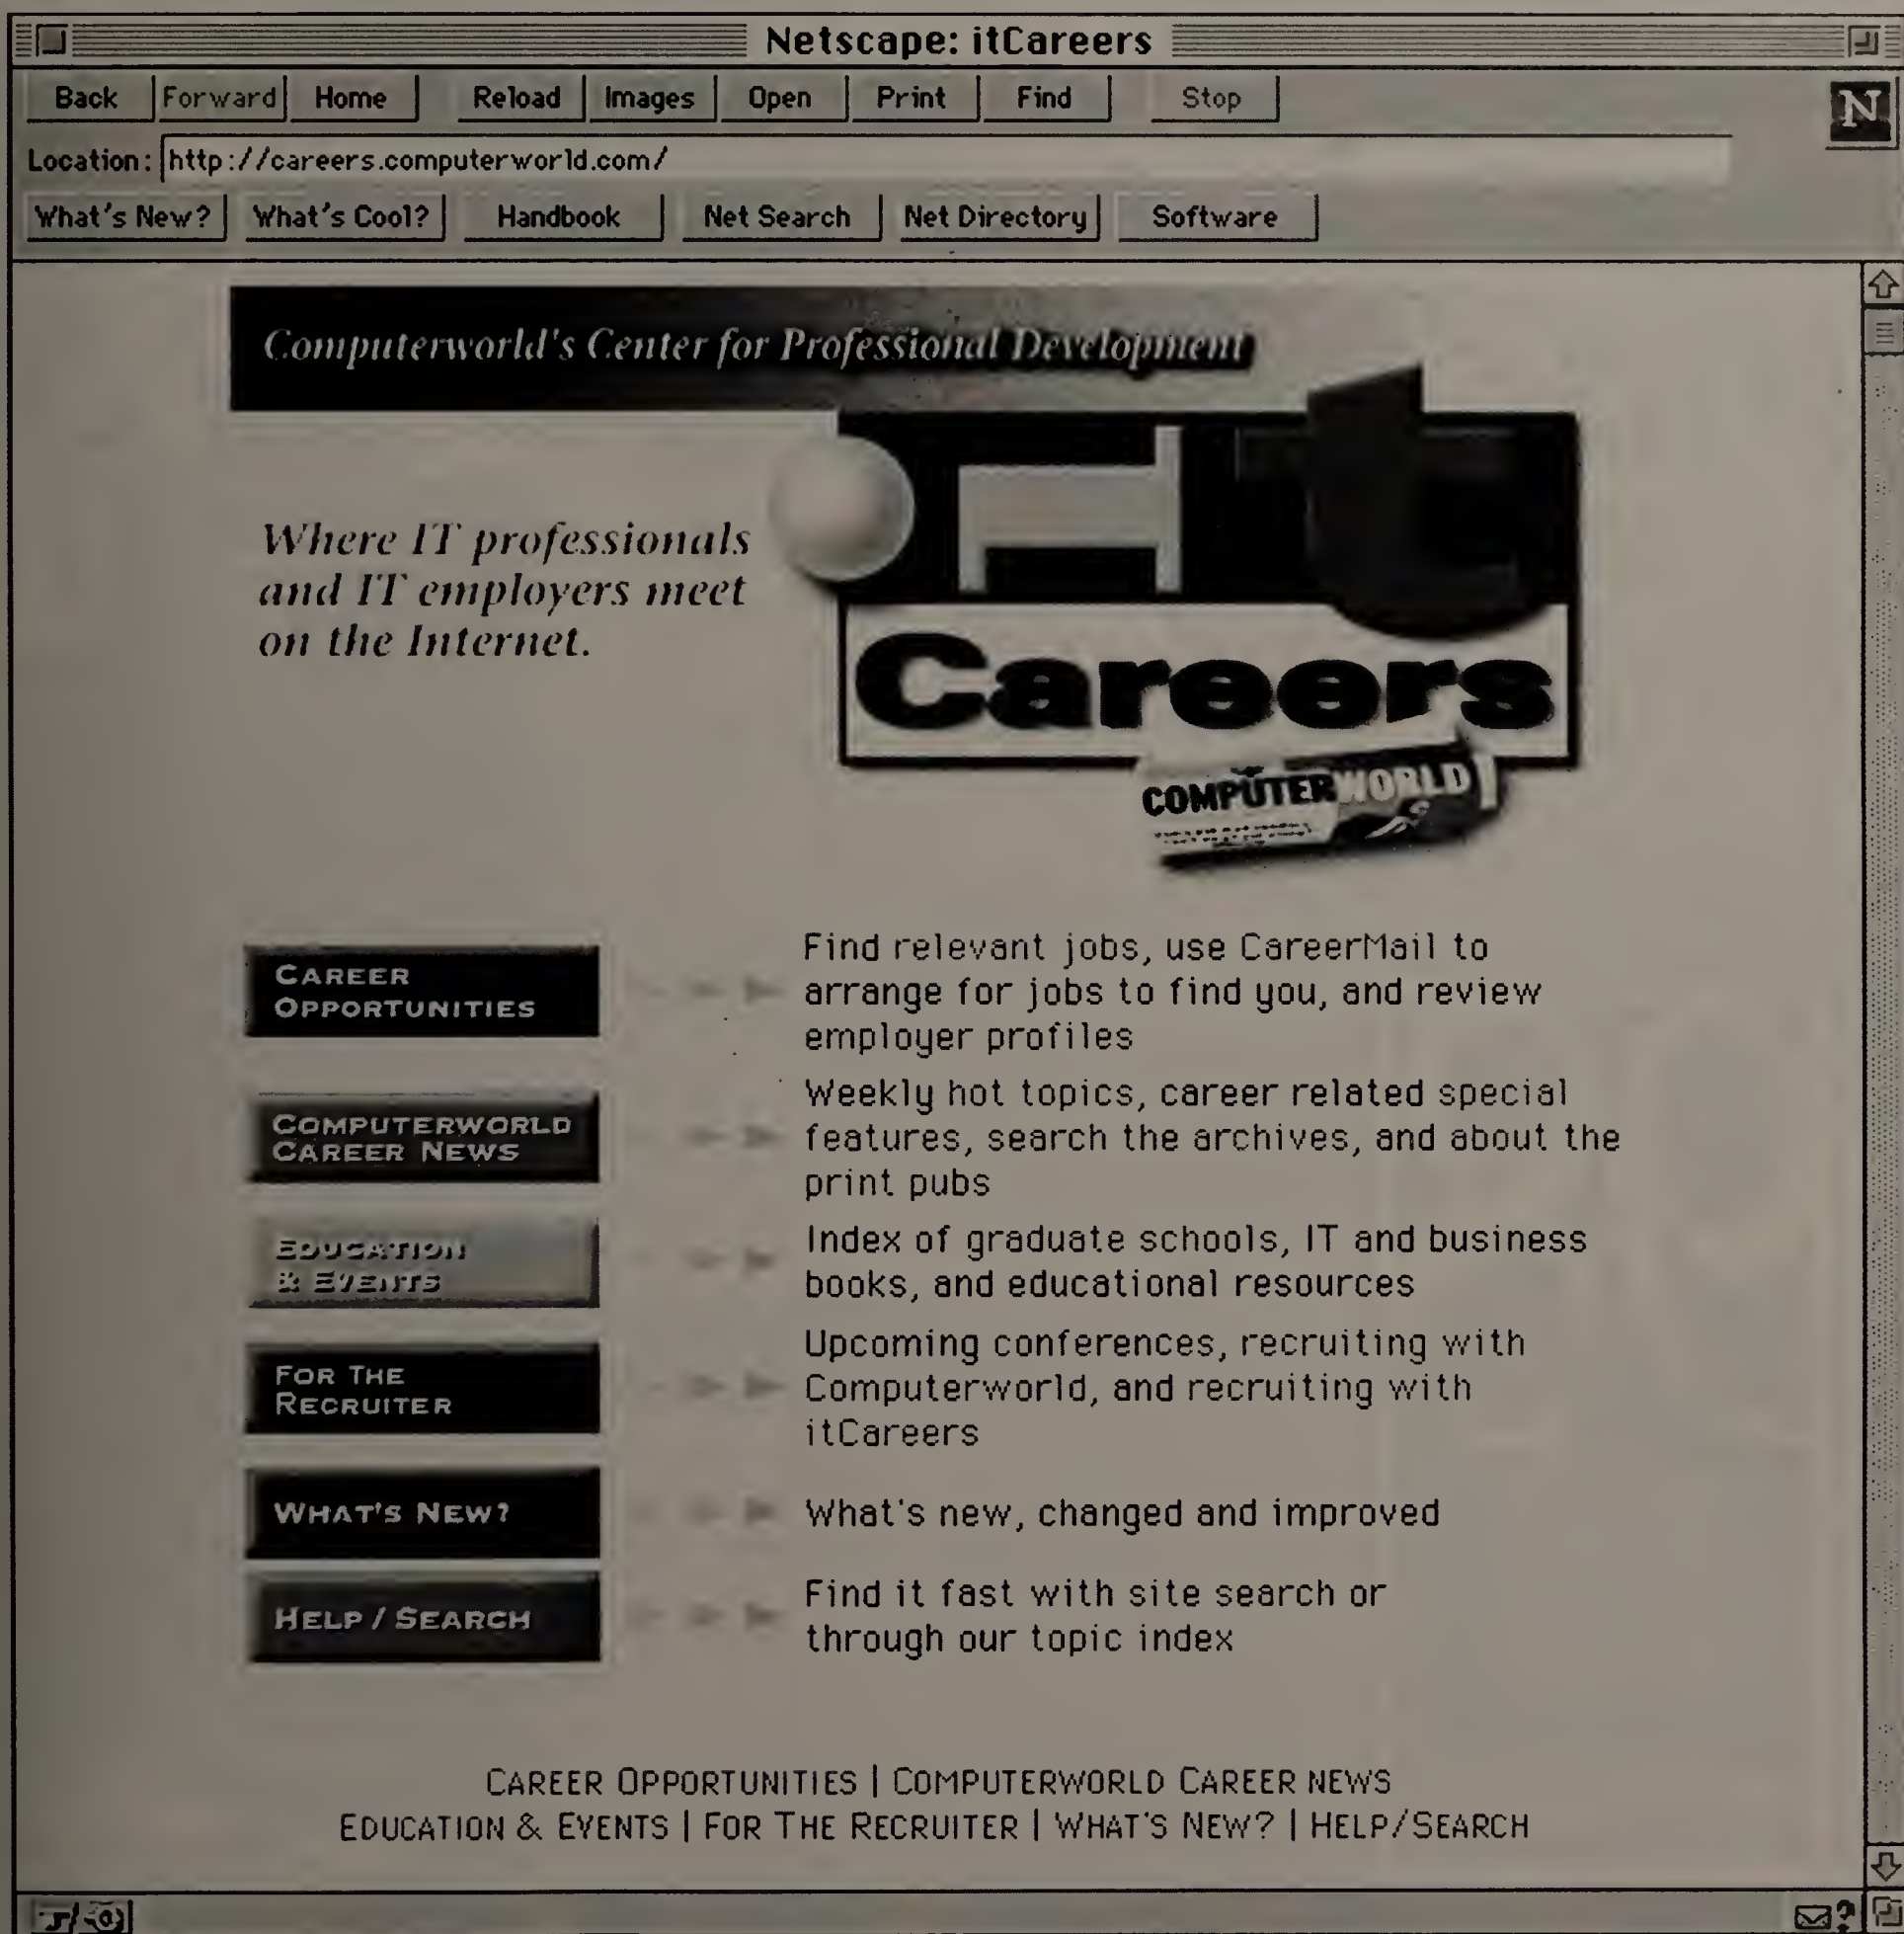 Netscape: itCareers
Back Forward Home Reload Images Open Print Find Stop
N
Location: http://careers.computerworld.com/
What's New? What's Cool? Handbook Net Search Net Directory Software
Computerworld's Center for Professional Development
it
Where IT professionals
and IT employers meet
on the Internet.
Careers
COMPUTERWORLD
CAREER
OPPORTUNITIES
Find relevant jobs, use CareerMail to
arrange for jobs to find you, and review
employer profiles
COMPUTERWORLD
CAREER NEWS
Weekly hot topics, career related special
features, search the archives, and about the
print pubs
EDUCATION
& EVENTS
Index of graduate schools, IT and business
books, and educational resources
FOR THE
RECRUITER
Upcoming conferences, recruiting with
Computerworld, and recruiting with
itCareers
WHAT'S NEW?
What's new, changed and improved
HELP / SEARCH
Find it fast with site search or
through our topic index
CAREER OPPORTUNITIES | COMPUTERWORLD CAREER NEWS
EDUCATION & EVENTS | FOR THE RECRUITER | WHAT'S NEW? | HELP/SEARCH
?